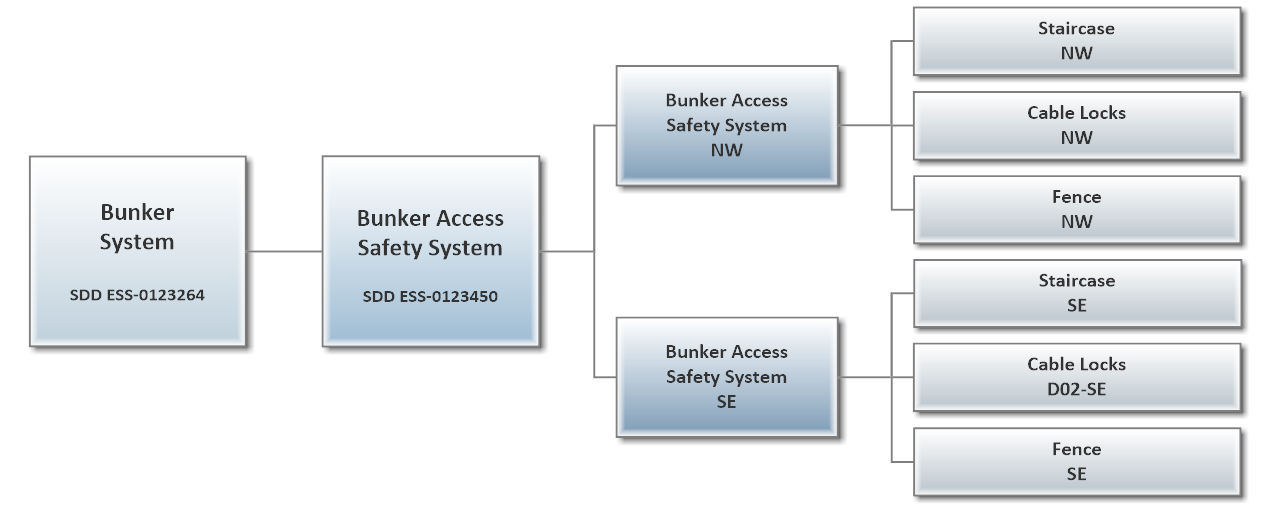 Bunker
System
SDD ESS-0123264
Bunker Access
Safety System
SDD ESS-0123450
Bunker Access
Safety System
NW
Bunker Access
Safety System
SE
Staircase
NW
Cable Locks
NW
Fence
NW
Staircase
SE
Cable Locks
D02-SE
Fence
SE